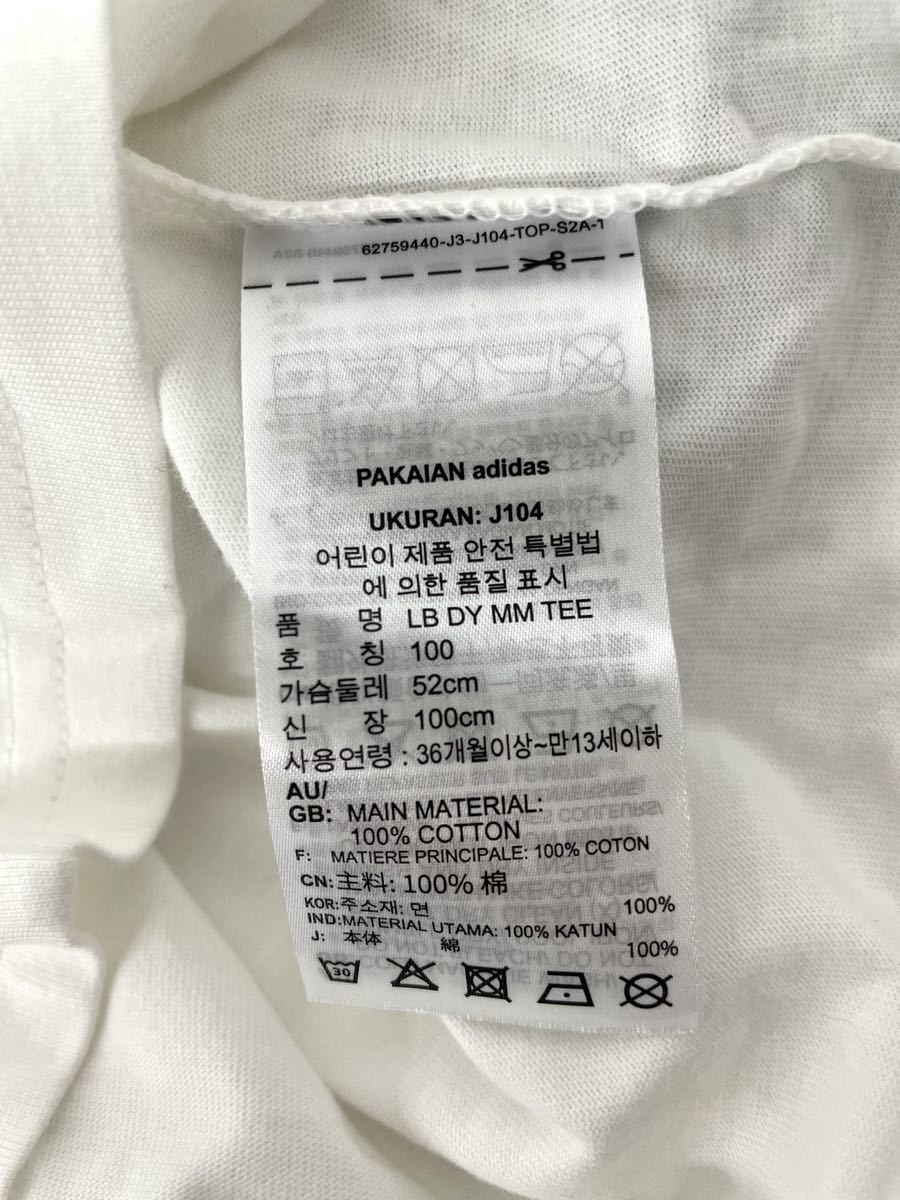 62759440-J3-J104-TOP-S2A-1
PAKAIAN adidas
UKURAN: J104
어린이 제품 안전 특별법
에 의한 품질 표시
품 명 LB DY MM TEE
호 칭 100
가슴둘레 52cm
신 장 100cm
사용연령 : 36개월이상~만13세이하
AU/
GB: MAIN MATERIAL:
100% COTTON
F: MATIERE PRINCIPALE: 100% COTON
CN: 主料: 100% 棉
KOR: 주소재: 면 100%
IND: MATERIAL UTAMA: 100% KATUN
J: 本体 綿 100%
30